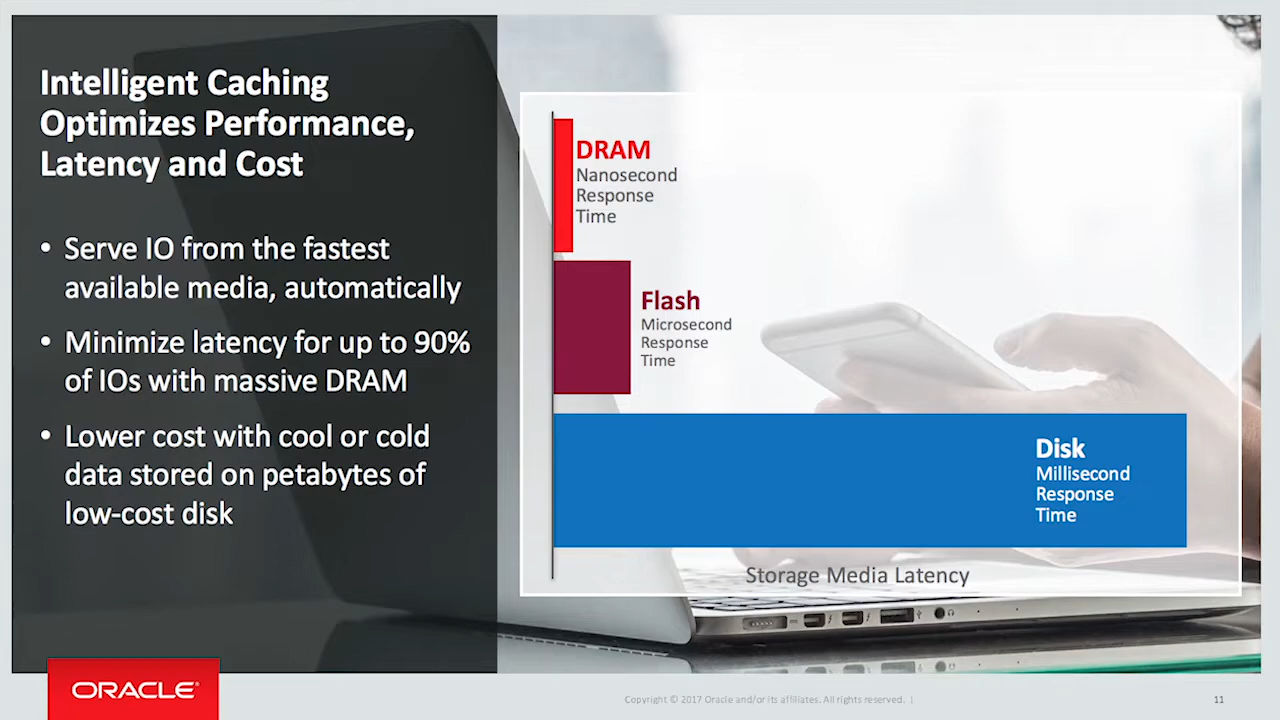 Intelligent Caching
Optimizes Performance,
Latency and Cost
• Serve IO from the fastest
available media, automatically
• Minimize latency for up to 90%
of IOs with massive DRAM
• Lower cost with cool or cold
data stored on petabytes of
low-cost disk
DRAM
Nanosecond
Response
Time
Flash
Microsecond
Response
Time
Disk
Millisecond
Response
Time
Storage Media Latency
ORACLE®
Copyright © 2017 Oracle and/or its affiliates. All rights reserved. |
11